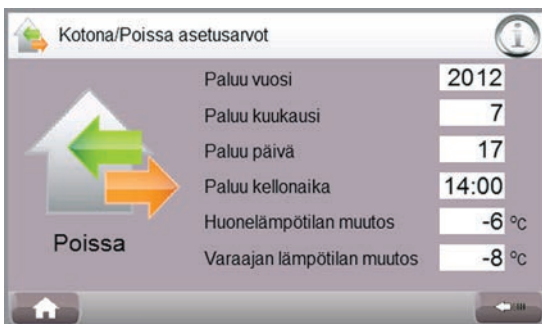 Kotona/Poissa asetusarvot
Paluu vuosi 2012
Paluu kuukausi 7
Paluu päivä 17
Paluu kellonaika 14:00
Huonelämpötilan muutos -6 °C
Varaajan lämpötilan muutos -8 °C
Poissa